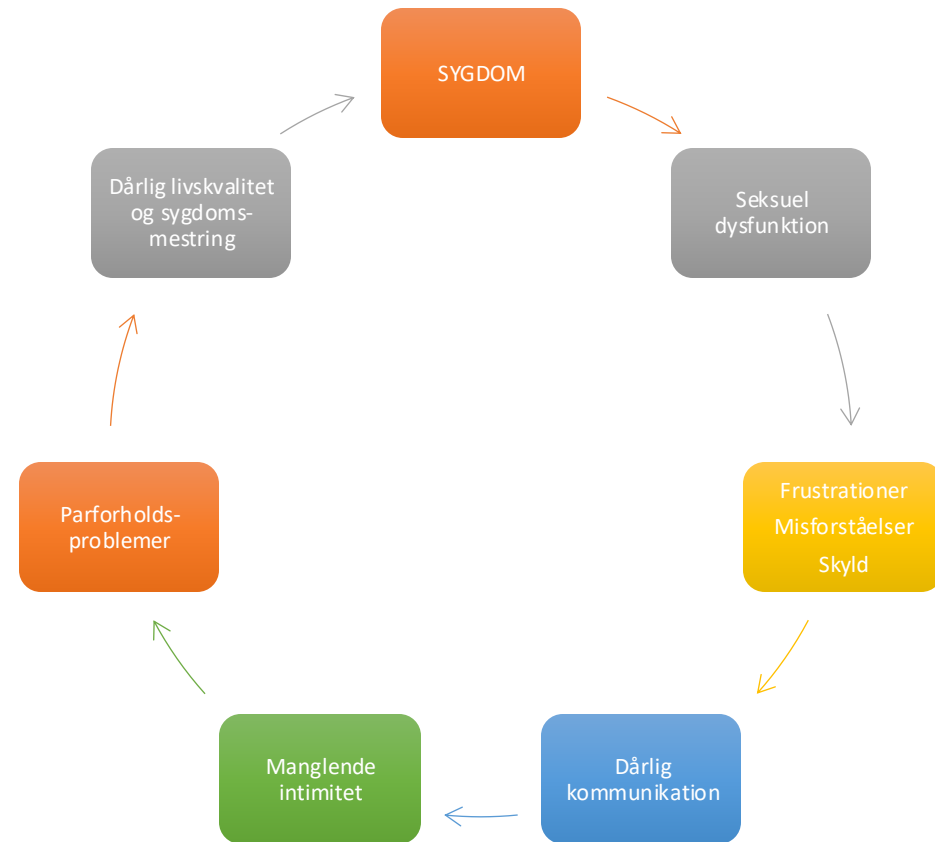 SYGDOM
Seksuel
dysfunktion
Frustrationer
Misforståelser
Skyld
Dårlig
kommunikation
Manglende
intimitet
Parforholds-
problemer
Dårlig livskvalitet
og sygdoms-
mestring